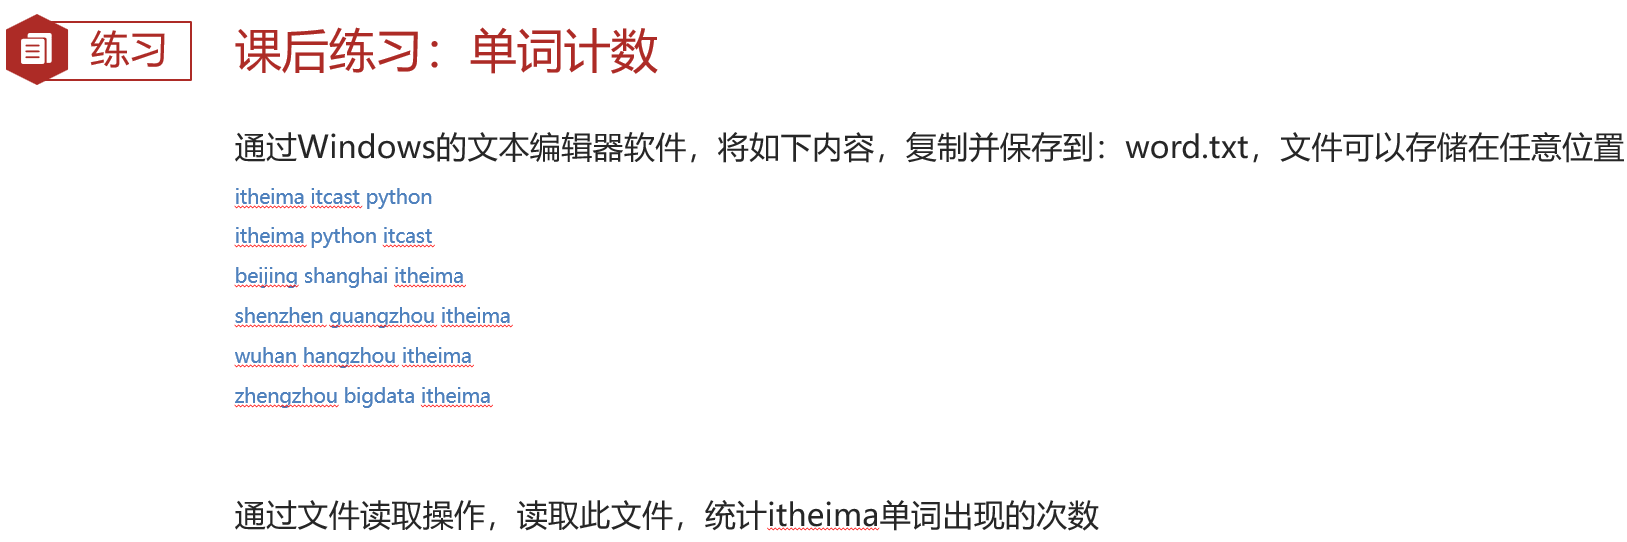 练习
课后练习：单词计数
通过Windows的文本编辑器软件，将如下内容，复制并保存到：word.txt，文件可以存储在任意位置
itheima itcast python
itheima python itcast
beijing shanghai itheima
shenzhen guangzhou itheima
wuhan hangzhou itheima
zhengzhou bigdata itheima
通过文件读取操作，读取此文件，统计itheima单词出现的次数